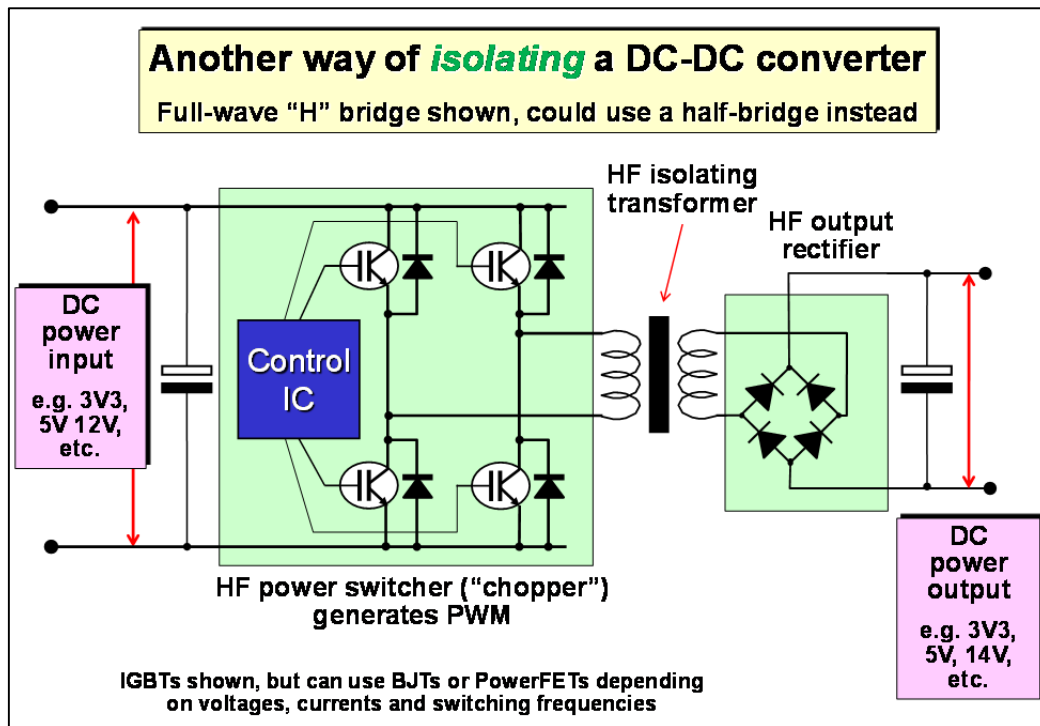 Another way of isolating a DC-DC converter
Full-wave “H” bridge shown, could use a half-bridge instead
HF isolating
transformer
HF output
rectifier
DC
power
input
e.g. 3V3,
5V 12V,
etc.
Control
IC
HF power switcher (“chopper”)
generates PWM
DC
power
output
e.g. 3V3,
5V, 14V,
etc.
IGBTs shown, but can use BJTs or PowerFETs depending
on voltages, currents and switching frequencies